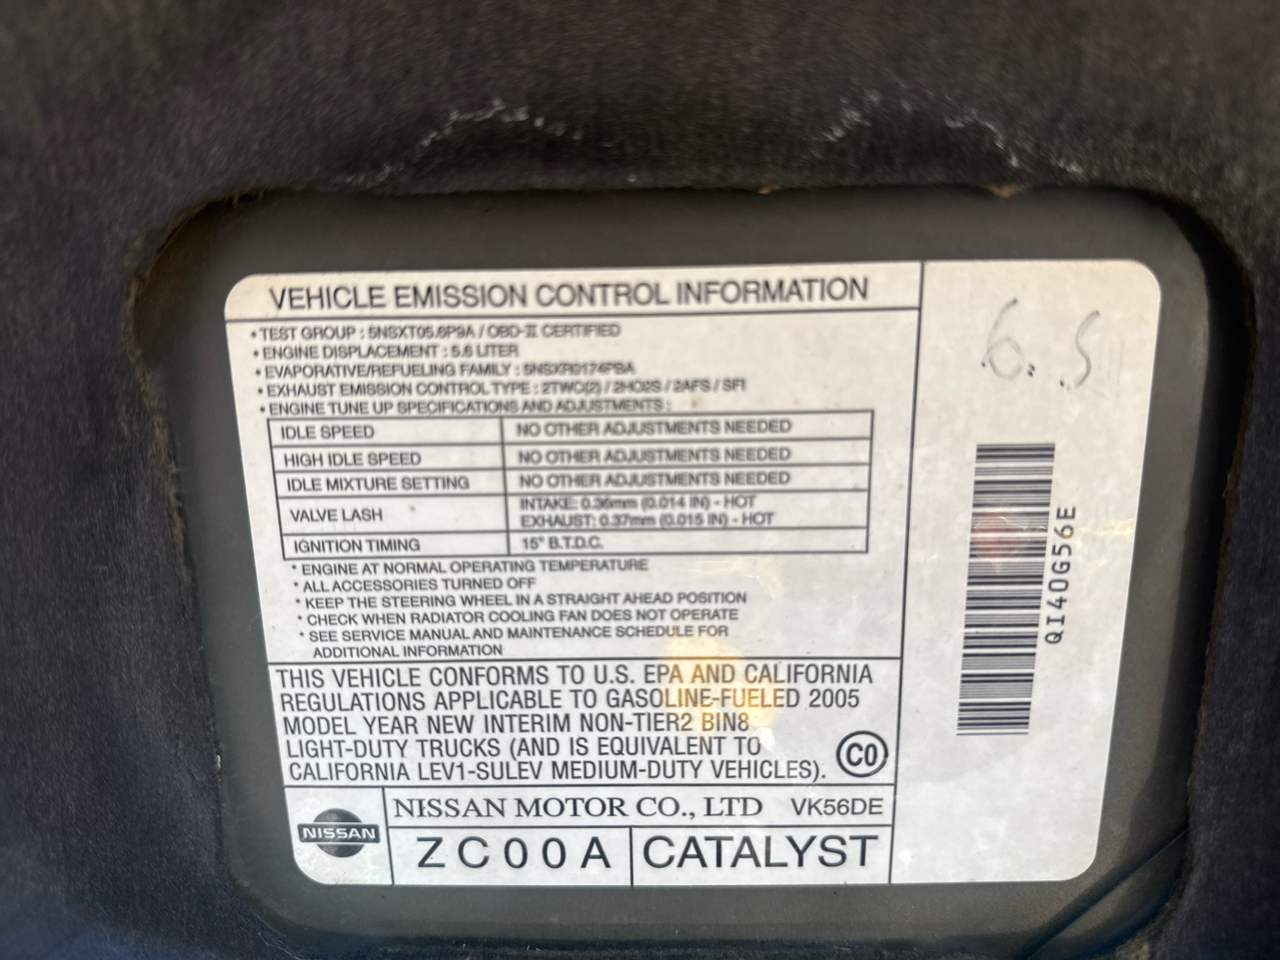 VEHICLE EMISSION CONTROL INFORMATION
• TEST GROUP : 5NSXT05.6P9A / OBD-II CERTIFIED
• ENGINE DISPLACEMENT : 5.6 LITER
• EVAPORATIVE/REFUELING FAMILY : 5NSXR0174PBA
• EXHAUST EMISSION CONTROL TYPE : 2TWC(2) / 2HO2S / 2AFS / SFI
• ENGINE TUNE UP SPECIFICATIONS AND ADJUSTMENTS :
IDLE SPEED NO OTHER ADJUSTMENTS NEEDED
HIGH IDLE SPEED NO OTHER ADJUSTMENTS NEEDED
IDLE MIXTURE SETTING NO OTHER ADJUSTMENTS NEEDED
VALVE LASH INTAKE: 0.36mm (0.014 IN) - HOT
EXHAUST: 0.37mm (0.015 IN) - HOT
IGNITION TIMING 15° B.T.D.C.
* ENGINE AT NORMAL OPERATING TEMPERATURE
* ALL ACCESSORIES TURNED OFF
* KEEP THE STEERING WHEEL IN A STRAIGHT AHEAD POSITION
* CHECK WHEN RADIATOR COOLING FAN DOES NOT OPERATE
* SEE SERVICE MANUAL AND MAINTENANCE SCHEDULE FOR
ADDITIONAL INFORMATION
THIS VEHICLE CONFORMS TO U.S. EPA AND CALIFORNIA
REGULATIONS APPLICABLE TO GASOLINE-FUELED 2005
MODEL YEAR NEW INTERIM NON-TIER2 BIN8
LIGHT-DUTY TRUCKS (AND IS EQUIVALENT TO
CALIFORNIA LEV1-SULEV MEDIUM-DUTY VEHICLES).
C0
NISSAN
NISSAN MOTOR CO., LTD VK56DE
ZC00A CATALYST
6.5
QI40G56E